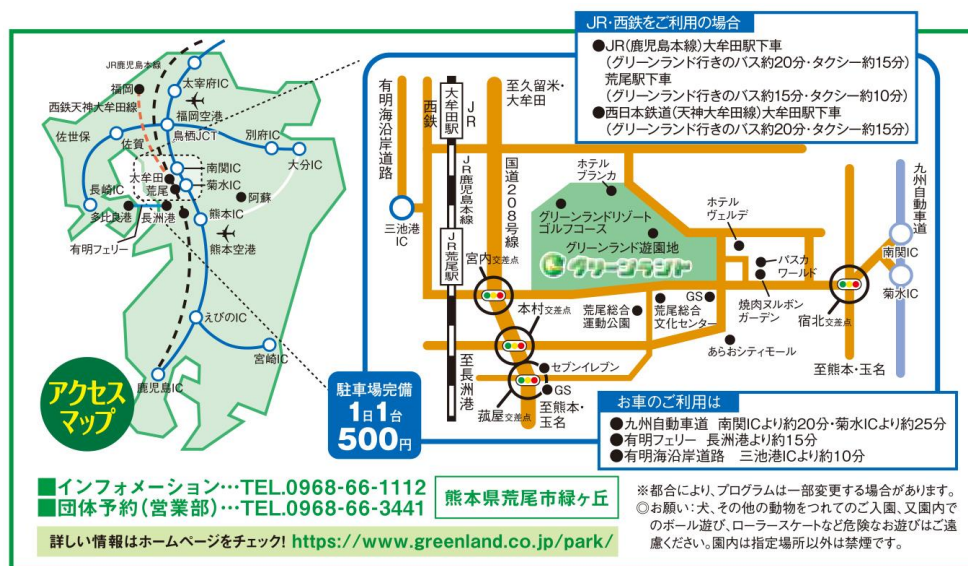 JR・西鉄をご利用の場合
●JR(鹿児島本線)大牟田駅下車
(グリーンランド行きのバス約20分・タクシー約15分)
荒尾駅下車
(グリーンランド行きのバス約15分・タクシー約10分)
●西日本鉄道(天神大牟田線)大牟田駅下車
(グリーンランド行きのバス約20分・タクシー約15分)
JR鹿児島本線
福岡
太宰府IC
西鉄天神大牟田線
福岡空港
佐世保
佐賀
鳥栖JCT
別府IC
大分IC
南関IC
大牟田
菊水IC
荒尾
長崎IC
阿蘇
多比良港
長洲港
熊本IC
有明フェリー
熊本空港
えびのIC
宮崎IC
鹿児島IC
アクセス
マップ
有明海沿岸道路
西鉄
大牟田駅
JR
至久留米・
大牟田
国道208号線
JR鹿児島本線
三池港
IC
JR荒尾駅
ホテル
ブランカ
グリーンランドリゾート
ゴルフコース
グリーンランド遊園地
グリーンランド
ホテル
ヴェルデ
九州自動車道
南関IC
菊水IC
バスカ
ワールド
焼肉ヌルボン
ガーデン
宿北交差点
宮内交差点
本村交差点
荒尾総合
運動公園
荒尾総合
文化センター
GS
あらおシティモール
至熊本・玉名
至長洲港
セブンイレブン
GS
菰屋交差点
至熊本・
玉名
駐車場完備
1日1台
500円
お車のご利用は
●九州自動車道 南関ICより約20分・菊水ICより約25分
●有明フェリー 長洲港より約15分
●有明海沿岸道路 三池港ICより約10分
■インフォメーション…TEL.0968-66-1112
■団体予約(営業部)…TEL.0968-66-3441
熊本県荒尾市緑ヶ丘
詳しい情報はホームページをチェック! https://www.greenland.co.jp/park/
※都合により、プログラムは一部変更する場合があります。
◎お願い:犬、その他の動物をつれてのご入園、又園内で
のボール遊び、ローラースケートなど危険なお遊びはご遠
慮ください。園内は指定場所以外は禁煙です。